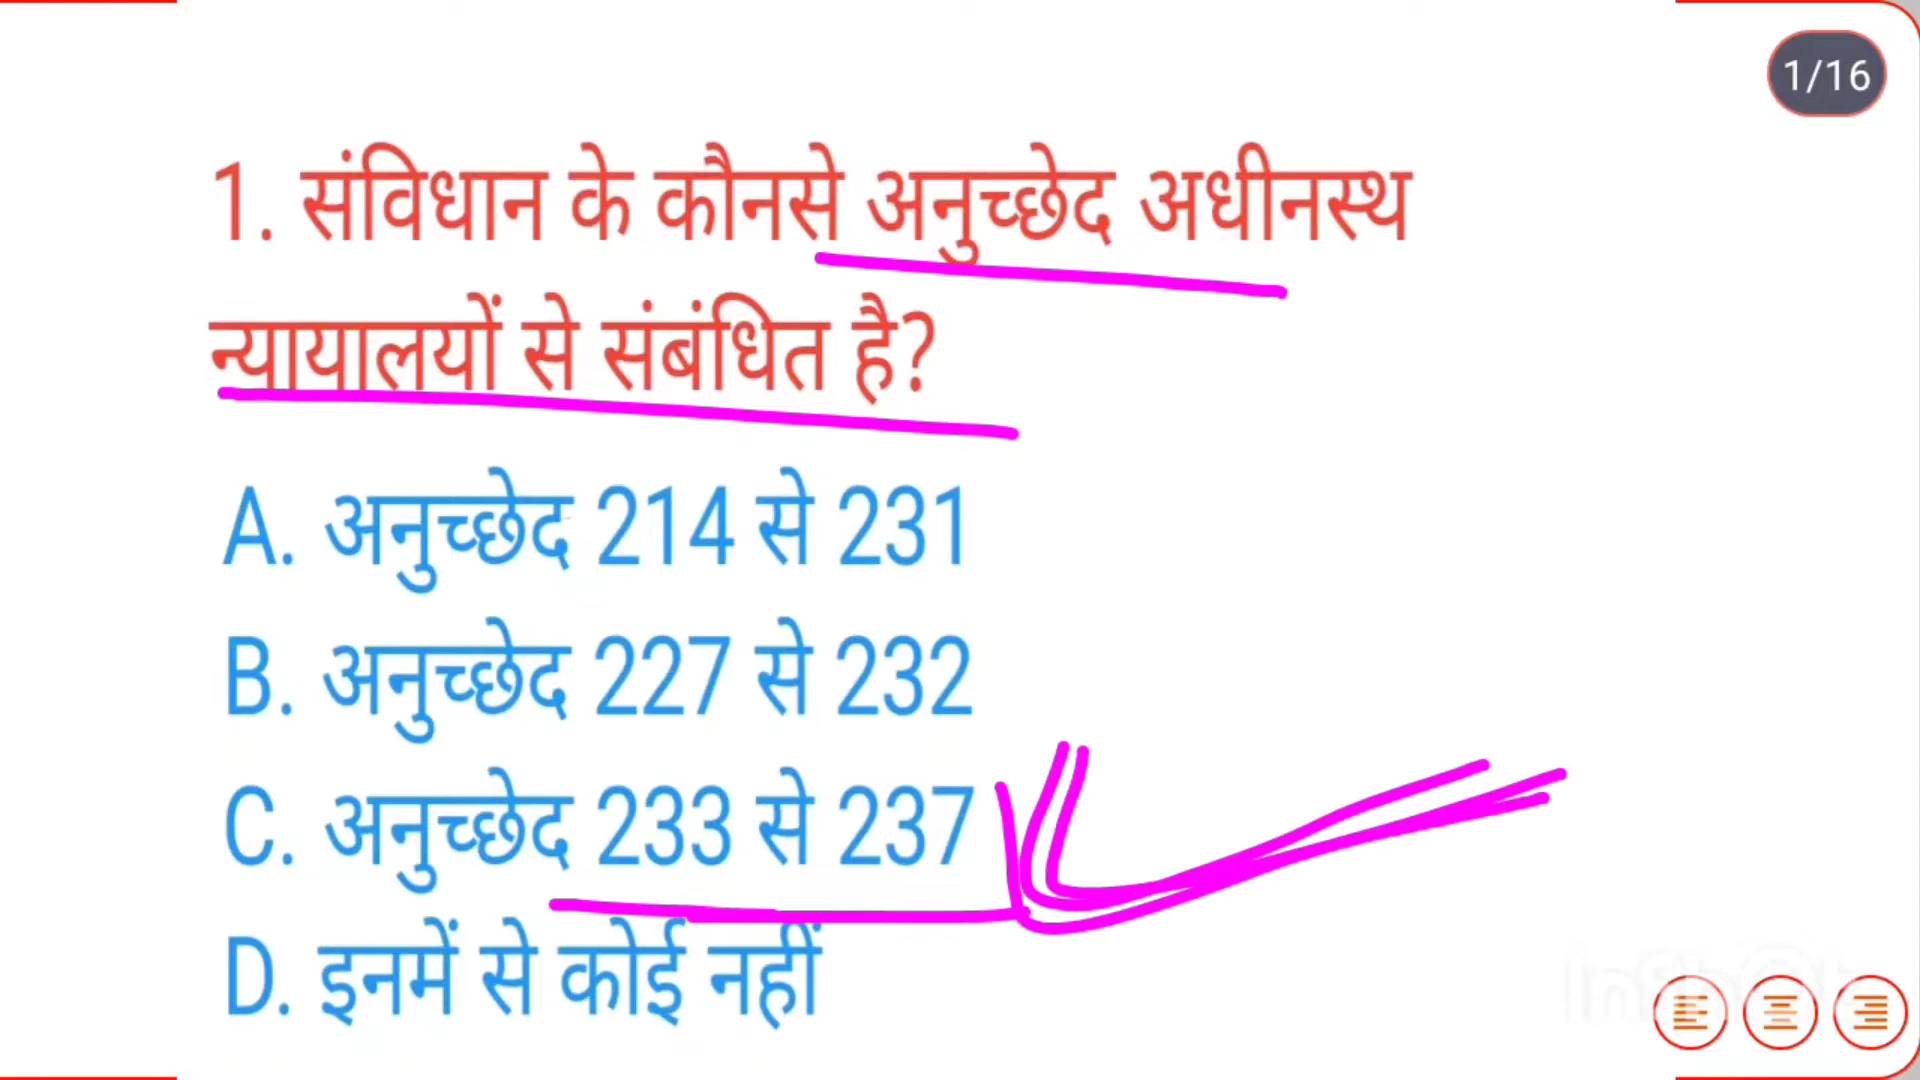 1/16
1. संविधान के कौनसे अनुच्छेद अधीनस्थ
न्यायालयों से संबंधित है?
A. अनुच्छेद 214 से 231
B. अनुच्छेद 227 से 232
C. अनुच्छेद 233 से 237
D. इनमें से कोई नहीं